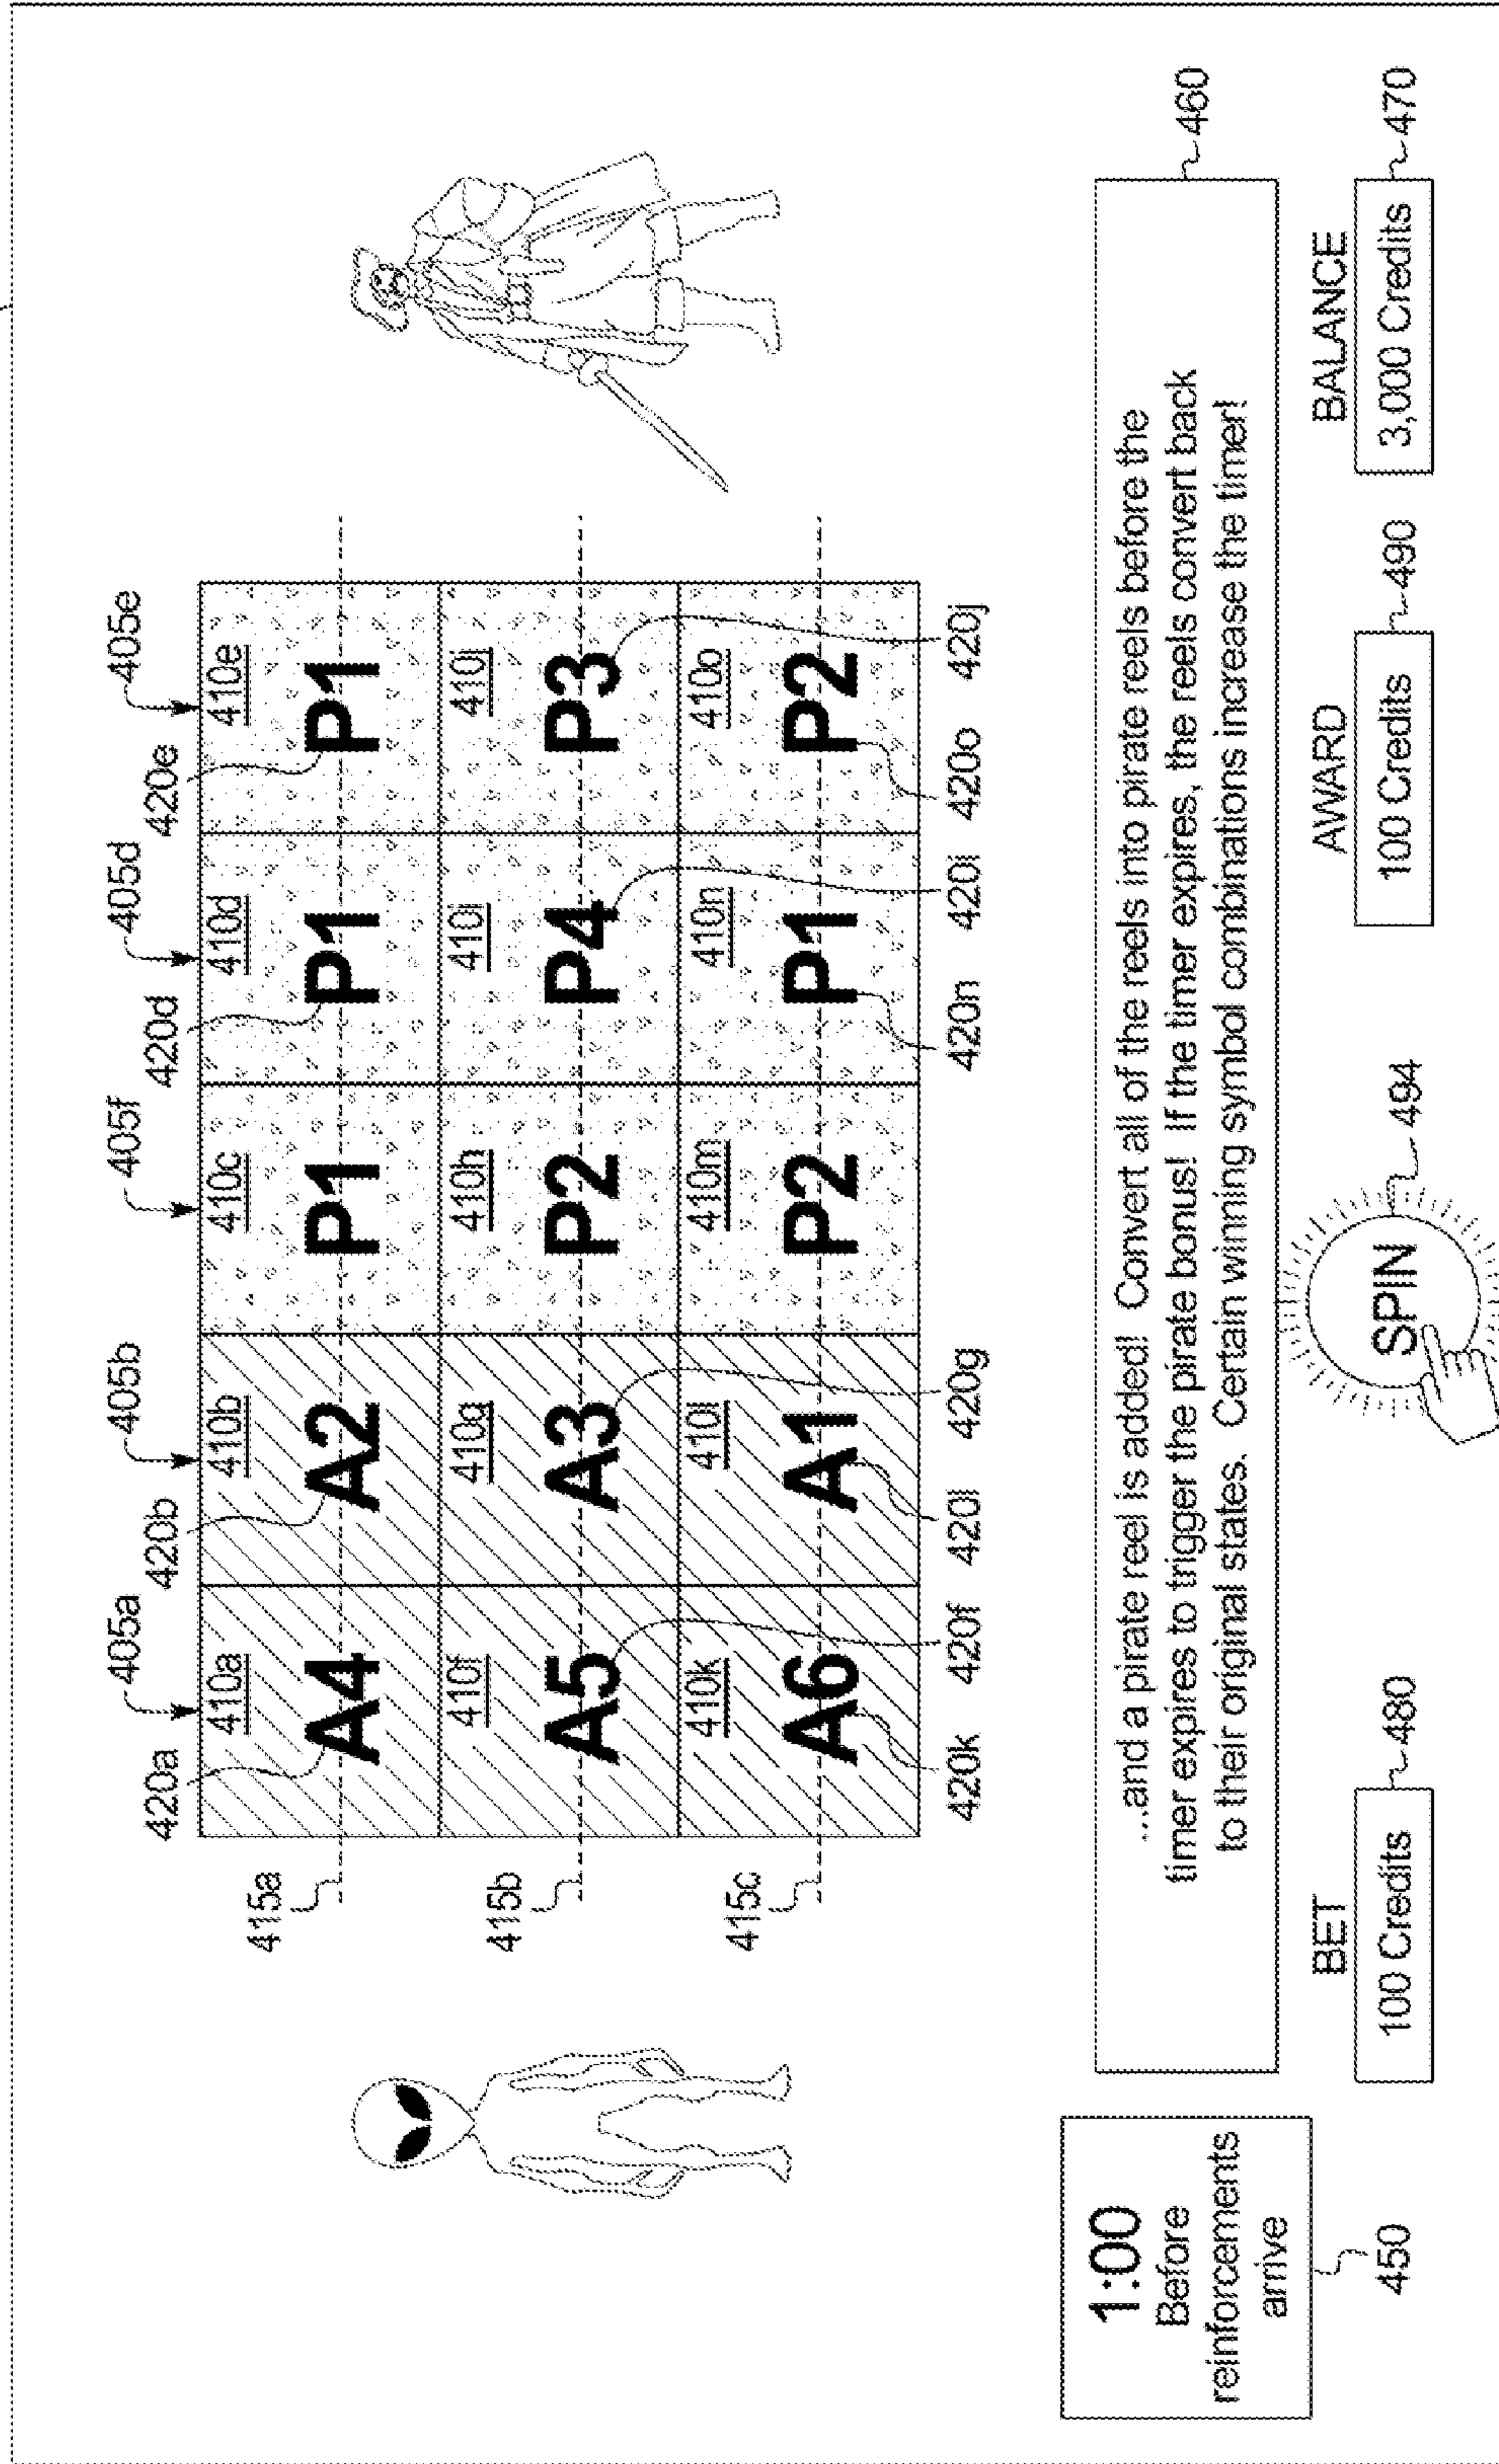 405a 405b 405f 405d 405e
420a 420b 420d 420e
410a 410b 410c 410d 410e
415a A4 A2 P1 P1 P1
410f 410g 410h 410i 410j
415b A5 A3 P2 P4 P3
410k 410l 410m 410n 410o
415c A6 A1 P2 P1 P2
420k 420f 420l 420g 420n 420i 420o 420j
1:00
Before
reinforcements
arrive
450
...and a pirate reel is added! Convert all of the reels into pirate reels before the
timer expires to trigger the pirate bonus! If the timer expires, the reels convert back
to their original states. Certain winning symbol combinations increase the timer!
460
BET AWARD BALANCE
100 Credits 480 SPIN 494 100 Credits 490 3,000 Credits 470